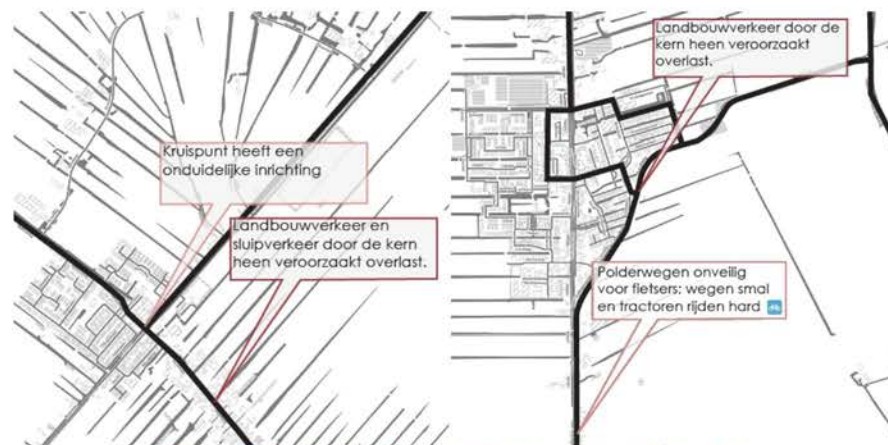 Kruispunt heeft een
onduidelijke inrichting
Landbouwverkeer en
sluipverkeer door de kern
heen veroorzaakt overlast.
Landbouwverkeer door de
kern heen veroorzaakt
overlast.
Polderwegen onveilig
voor fietsers; wegen smal
en tractoren rijden hard